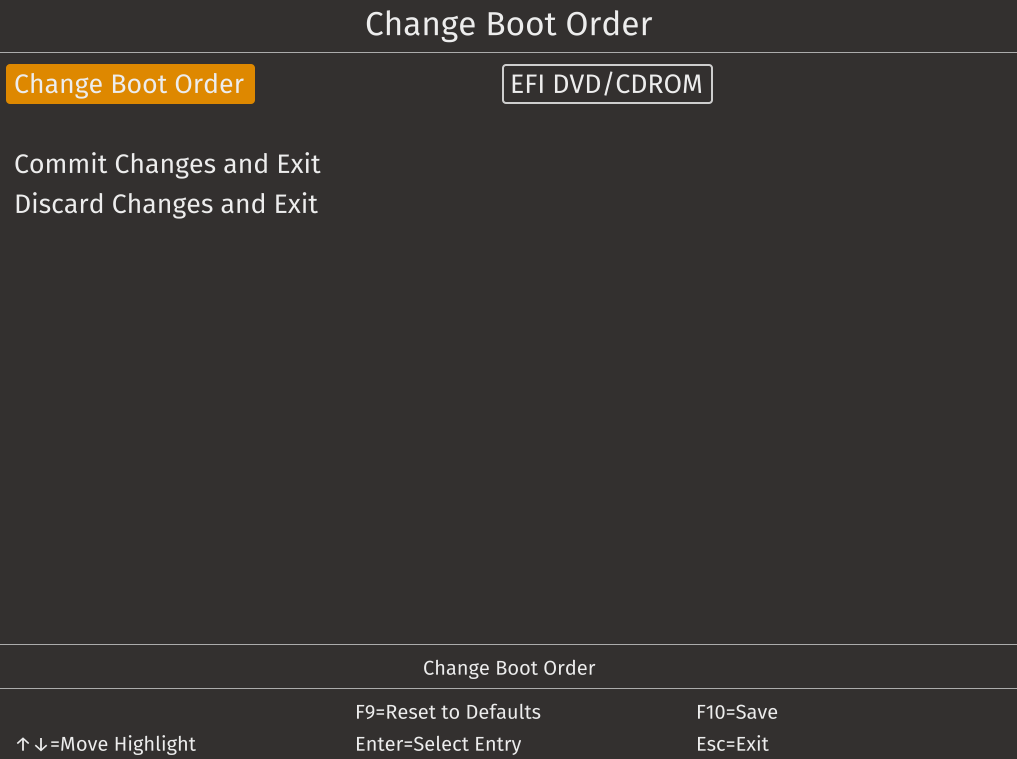 Change Boot Order
Change Boot Order EFI DVD/CDROM
Commit Changes and Exit
Discard Changes and Exit
Change Boot Order
F9=Reset to Defaults F10=Save
↑↓=Move Highlight Enter=Select Entry Esc=Exit